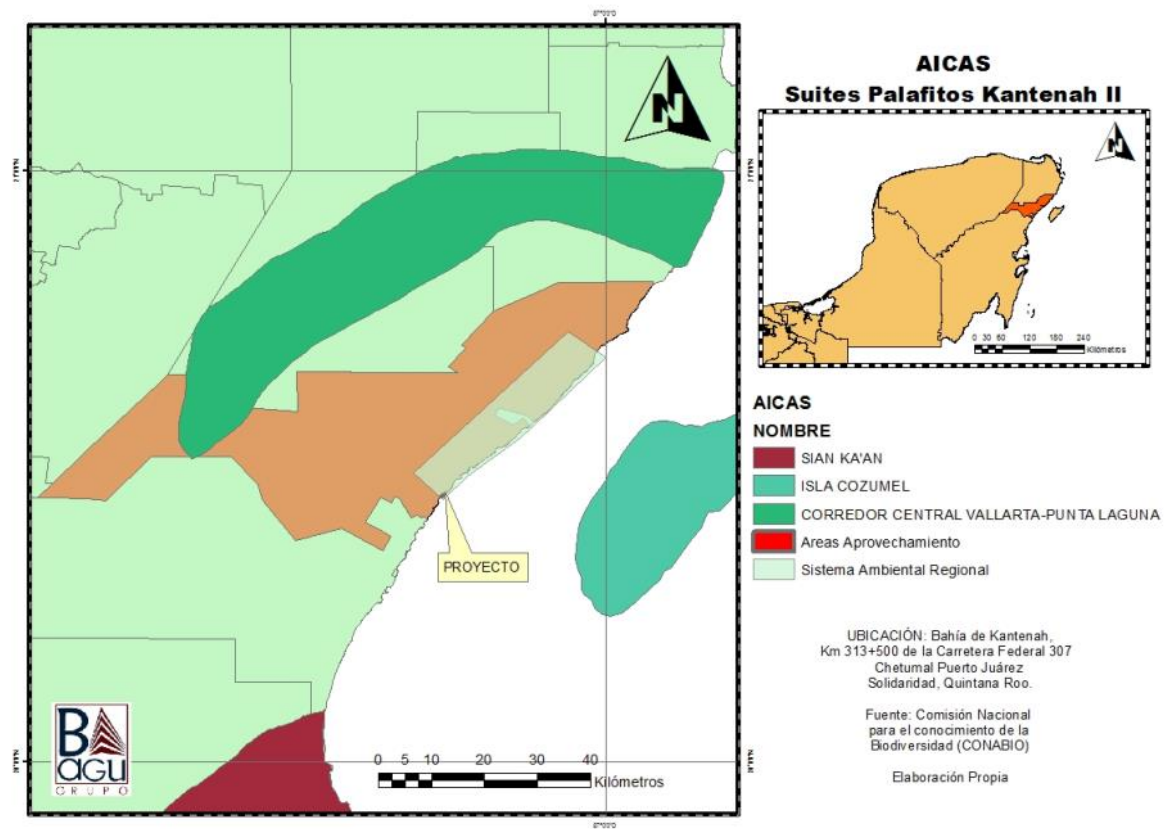 AICAS
Suites Palafitos Kantenah II
N
N
0 30 60 120 180 240
Kilómetros
PROYECTO
0 5 10 20 30 40
Kilómetros
B
AGU
GRUPO
AICAS
NOMBRE
SIAN KA'AN
ISLA COZUMEL
CORREDOR CENTRAL VALLARTA-PUNTA LAGUNA
Areas Aprovechamiento
Sistema Ambiental Regional
UBICACIÓN: Bahía de Kantenah,
Km 313+500 de la Carretera Federal 307
Chetumal Puerto Juárez
Solidaridad, Quintana Roo.
Fuente: Comisión Nacional
para el conocimiento de la
Biodiversidad (CONABIO)
Elaboración Propia